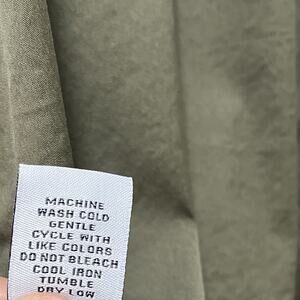 MACHINE
WASH COLD
GENTLE
CYCLE WITH
LIKE COLORS
DO NOT BLEACH
COOL IRON
TUMBLE
DRY LOW